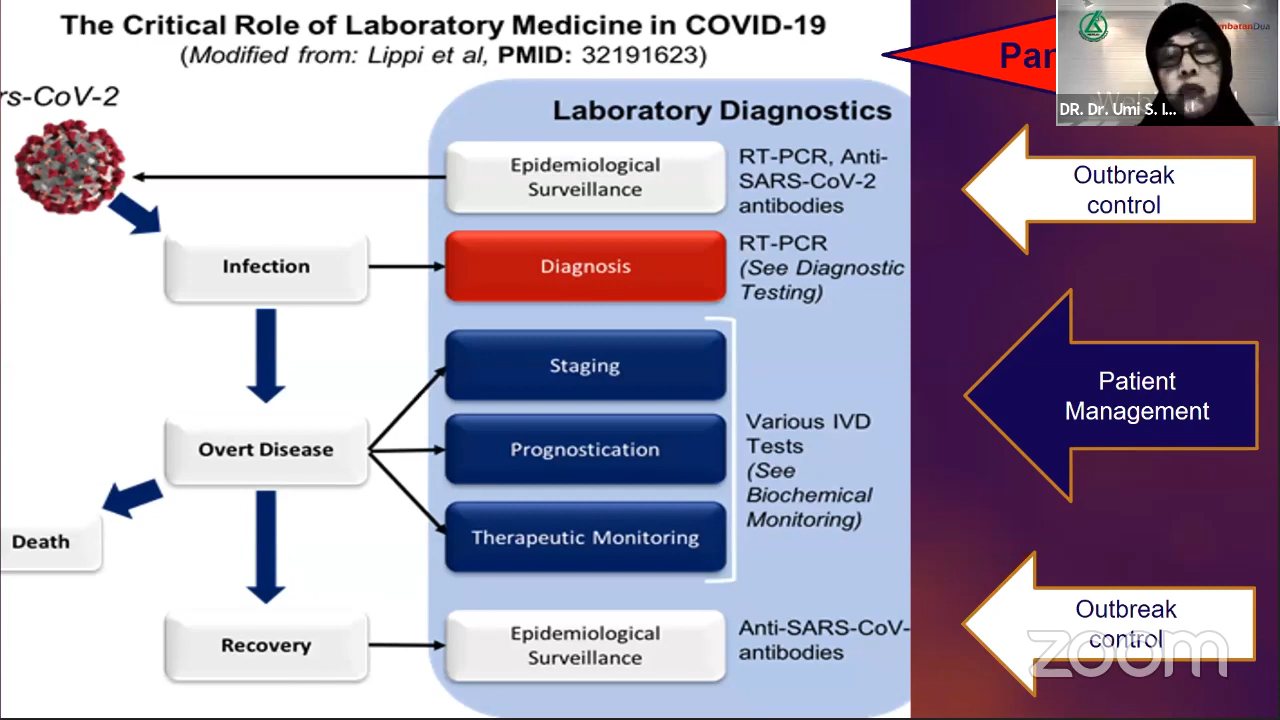 The Critical Role of Laboratory Medicine in COVID-19
(Modified from: Lippi et al, PMID: 32191623)
rs-CoV-2
Laboratory Diagnostics
Epidemiological
Surveillance
RT-PCR, Anti-
SARS-CoV-2
antibodies
Infection
Diagnosis
RT-PCR
(See Diagnostic
Testing)
Staging
Overt Disease
Prognostication
Various IVD
Tests
(See
Biochemical
Monitoring)
Therapeutic Monitoring
Death
Recovery
Epidemiological
Surveillance
Anti-SARS-CoV-
antibodies
Pan
DR. Dr. Umi S. I...
Outbreak
control
Patient
Management
Outbreak
control
zoom